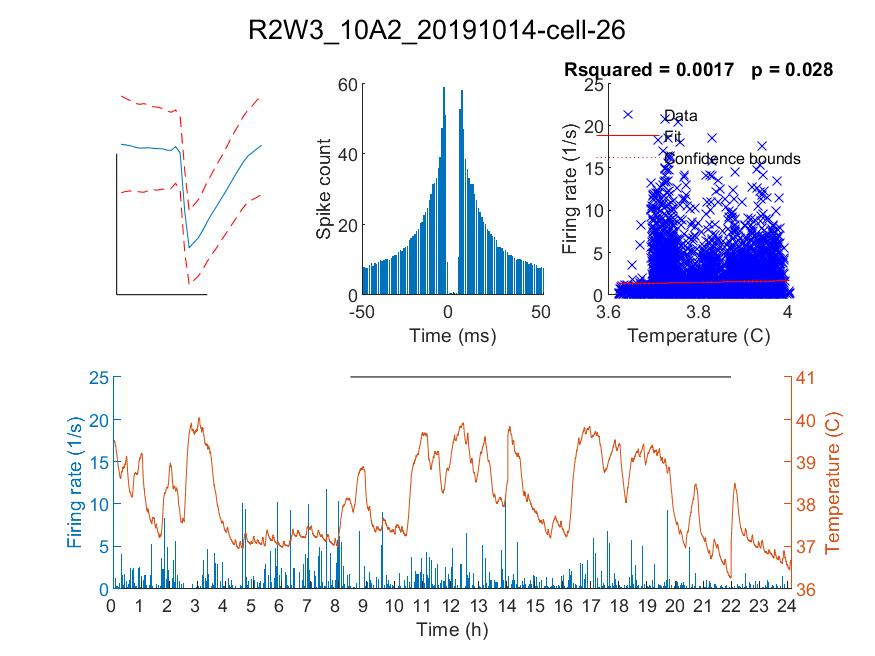 R2W3_10A2_20191014-cell-26
Rsquared = 0.0017 p = 0.028
60
40
20
0
Spike count
-50 0 50
Time (ms)
25
20
15
10
5
0
Firing rate (1/s)
Data
Fit
Confidence bounds
3.6 3.8 4
Temperature (C)
25
20
15
10
5
0
Firing rate (1/s)
41
40
39
38
37
36
Temperature (C)
0 1 2 3 4 5 6 7 8 9 10 11 12 13 14 15 16 17 18 19 20 21 22 23 24
Time (h)